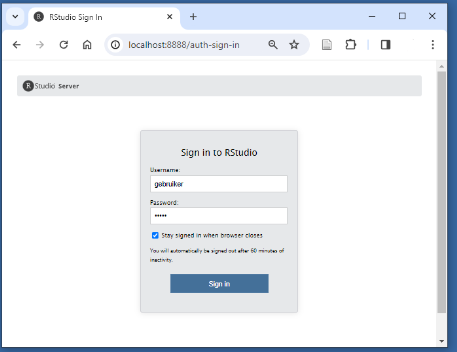 RStudio Sign In
localhost:8888/auth-sign-in
R Studio Server
Sign in to RStudio
Username:
gebruiker
Password:
•••••
Stay signed in when browser closes
You will automatically be signed out after 60 minutes of
inactivity.
Sign in